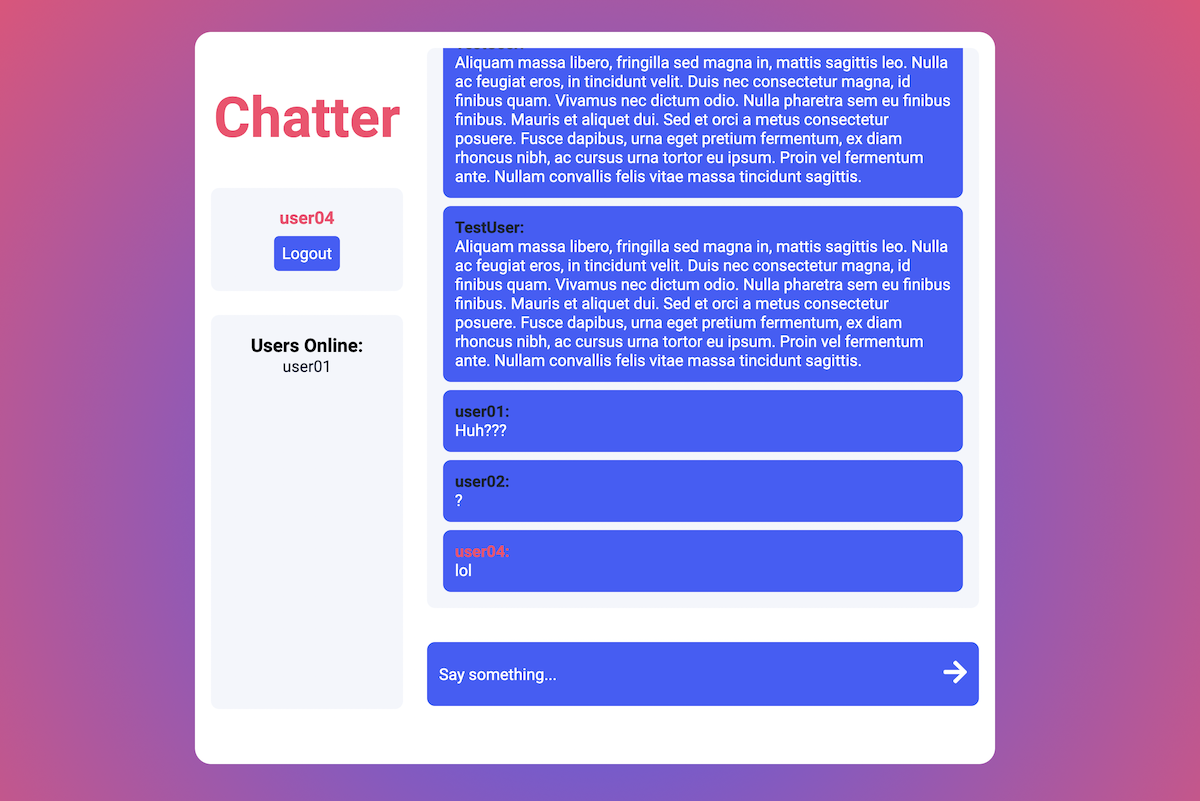 Chatter
user04
Logout
Users Online:
user01
TestUser:
Aliquam massa libero, fringilla sed magna in, mattis sagittis leo. Nulla
ac feugiat eros, in tincidunt velit. Duis nec consectetur magna, id
finibus quam. Vivamus nec dictum odio. Nulla pharetra sem eu finibus
finibus. Mauris et aliquet dui. Sed et orci a metus consectetur
posuere. Fusce dapibus, urna eget pretium fermentum, ex diam
rhoncus nibh, ac cursus urna tortor eu ipsum. Proin vel fermentum
ante. Nullam convallis felis vitae massa tincidunt sagittis.
TestUser:
Aliquam massa libero, fringilla sed magna in, mattis sagittis leo. Nulla
ac feugiat eros, in tincidunt velit. Duis nec consectetur magna, id
finibus quam. Vivamus nec dictum odio. Nulla pharetra sem eu finibus
finibus. Mauris et aliquet dui. Sed et orci a metus consectetur
posuere. Fusce dapibus, urna eget pretium fermentum, ex diam
rhoncus nibh, ac cursus urna tortor eu ipsum. Proin vel fermentum
ante. Nullam convallis felis vitae massa tincidunt sagittis.
user01:
Huh???
user02:
?
user04:
lol
Say something...